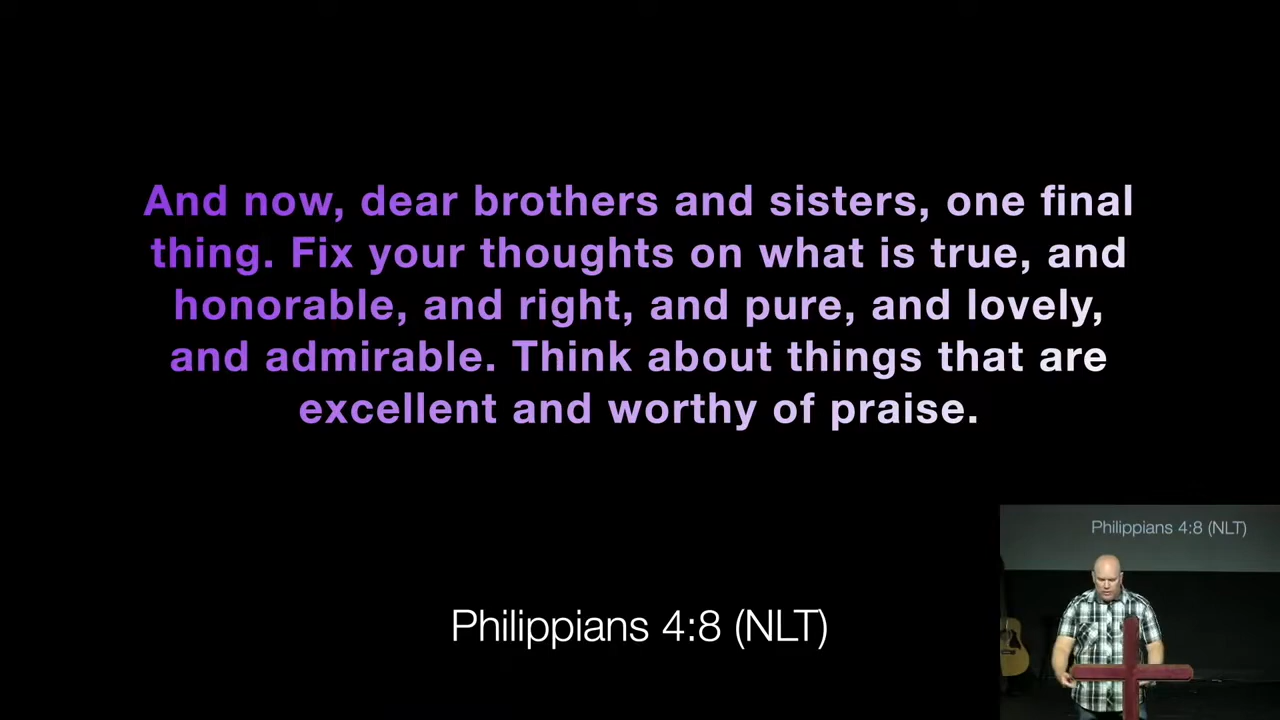 And now, dear brothers and sisters, one final
thing. Fix your thoughts on what is true, and
honorable, and right, and pure, and lovely,
and admirable. Think about things that are
excellent and worthy of praise.
Philippians 4:8 (NLT)
Philippians 4:8 (NLT)